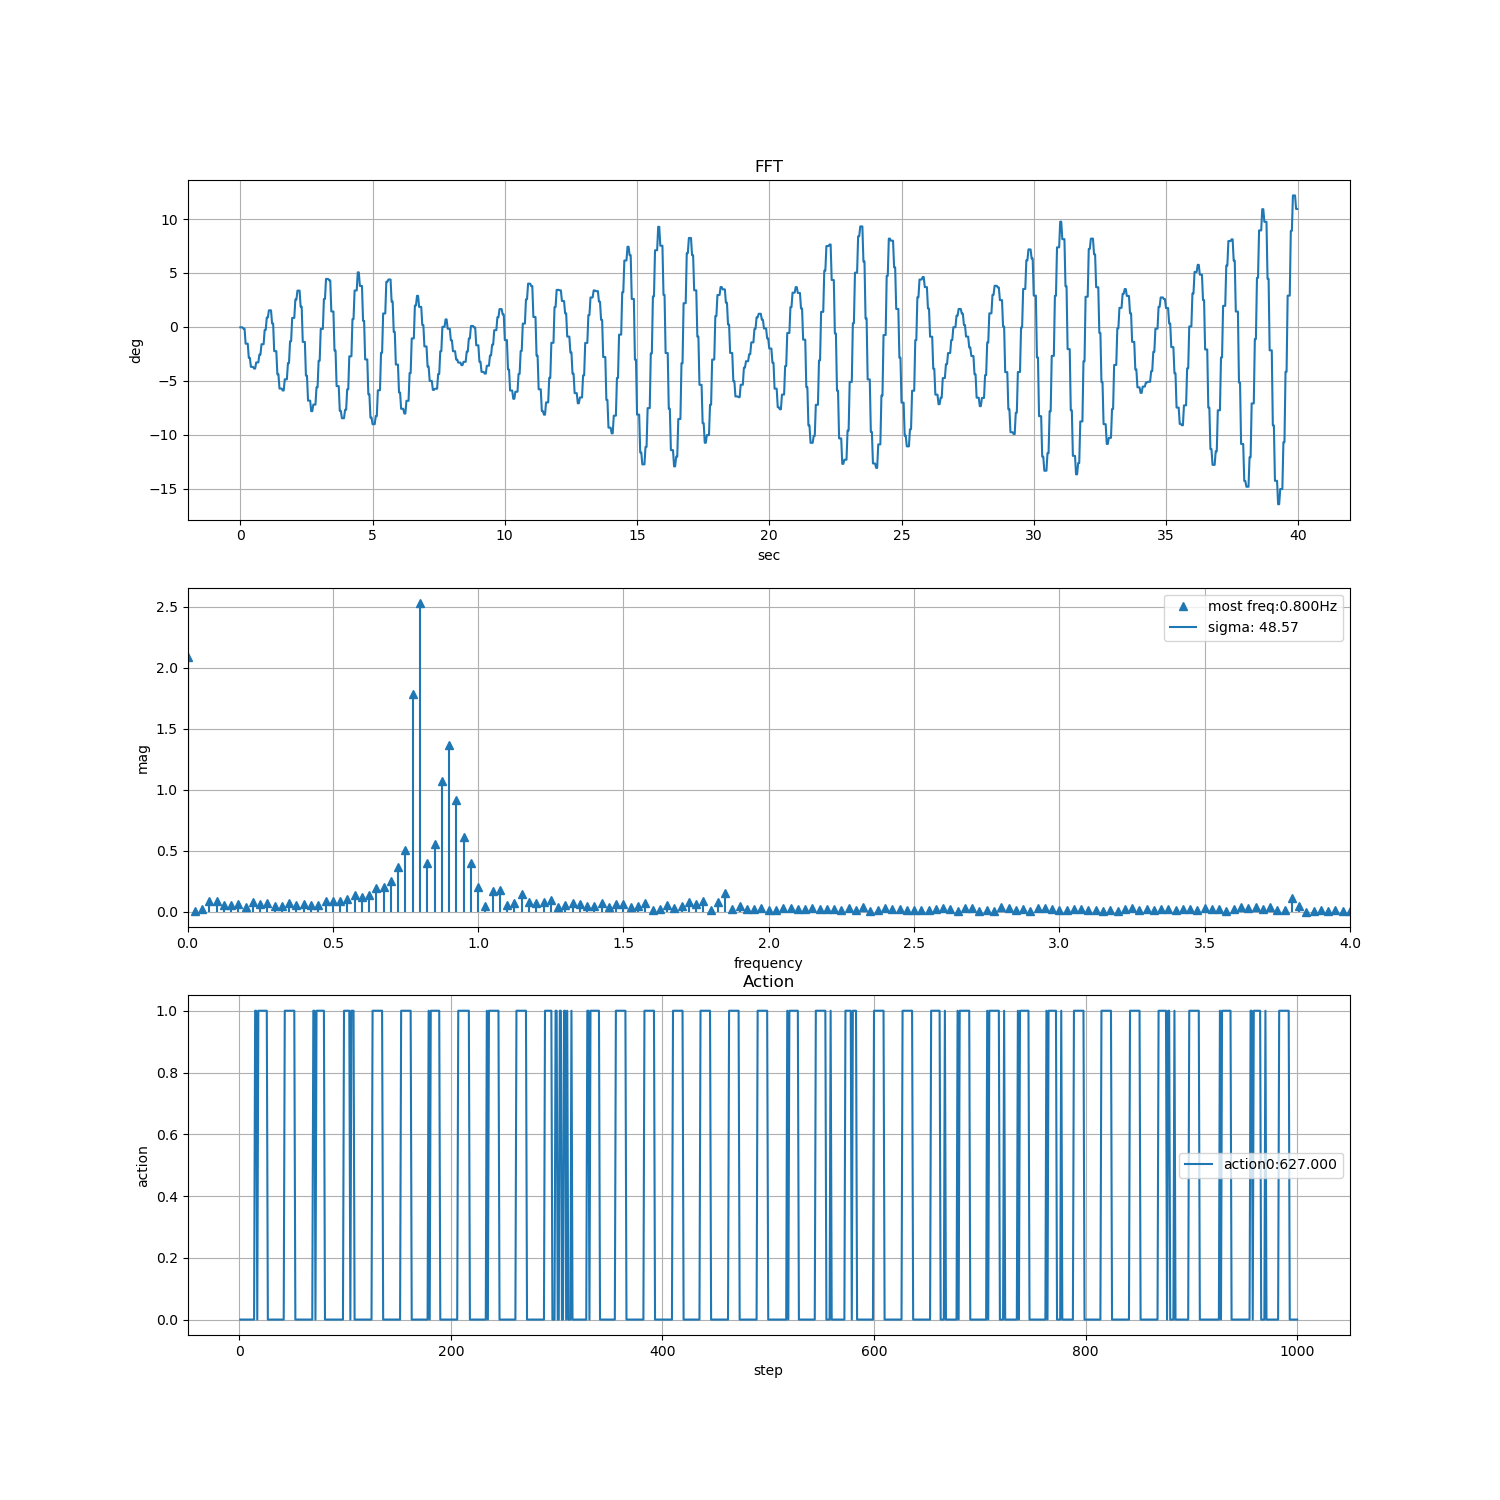 FFT
10
5
0
−5
−10
−15
deg
0 5 10 15 20 25 30 35 40
sec
2.5
2.0
1.5
1.0
0.5
0.0
mag
most freq:0.800Hz
sigma: 48.57
0.0 0.5 1.0 1.5 2.0 2.5 3.0 3.5 4.0
frequency
Action
1.0
0.8
0.6
0.4
0.2
0.0
action
action0:627.000
0 200 400 600 800 1000
step